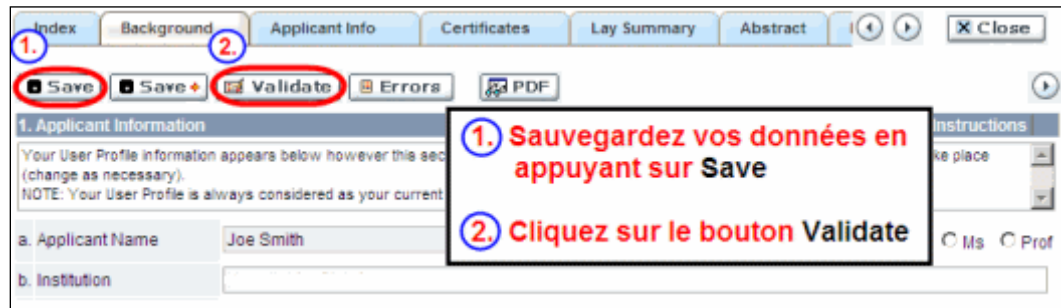 Index Background Applicant Info Certificates Lay Summary Abstract Close
1. 2.
Save Save+ Validate Errors PDF
1. Applicant Information Instructions
Your User Profile information appears below however this sec ke place
(change as necessary).
NOTE: Your User Profile is always considered as your current
1. Sauvegardez vos données en
appuyant sur Save
2. Cliquez sur le bouton Validate
a. Applicant Name Joe Smith Ms Prof
b. Institution